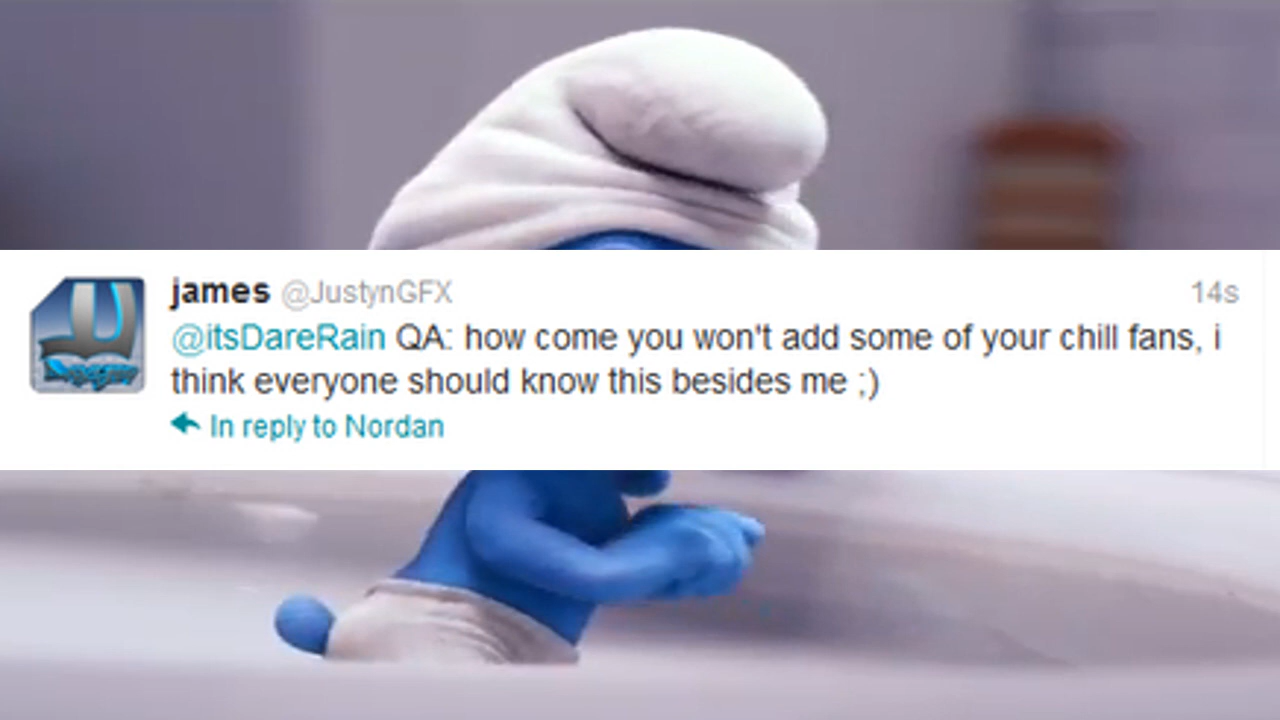 james @JustynGFX 14s
@itsDareRain QA: how come you won't add some of your chill fans, i
think everyone should know this besides me ;)
In reply to Nordan